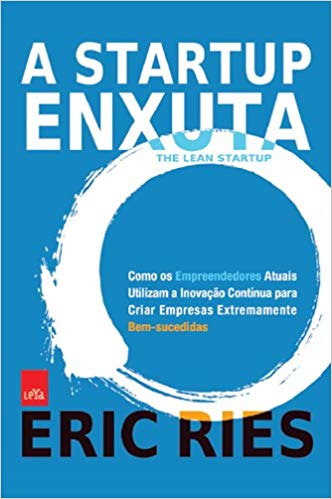 A STARTUP
ENXUTA
THE LEAN STARTUP
Como os Empreendedores Atuais
Utilizam a Inovação Contínua para
Criar Empresas Extremamente
Bem-sucedidas
LeYa
ERIC RIES